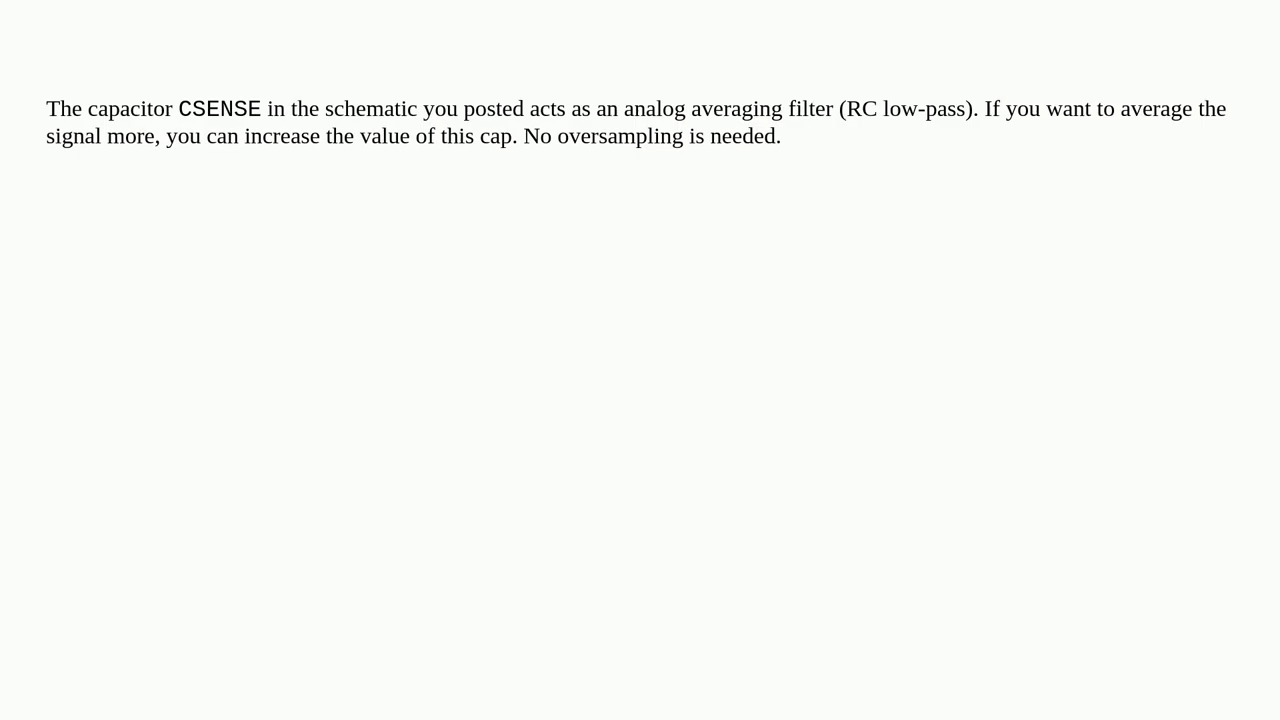 The capacitor CSENSE in the schematic you posted acts as an analog averaging filter (RC low-pass). If you want to average the
signal more, you can increase the value of this cap. No oversampling is needed.